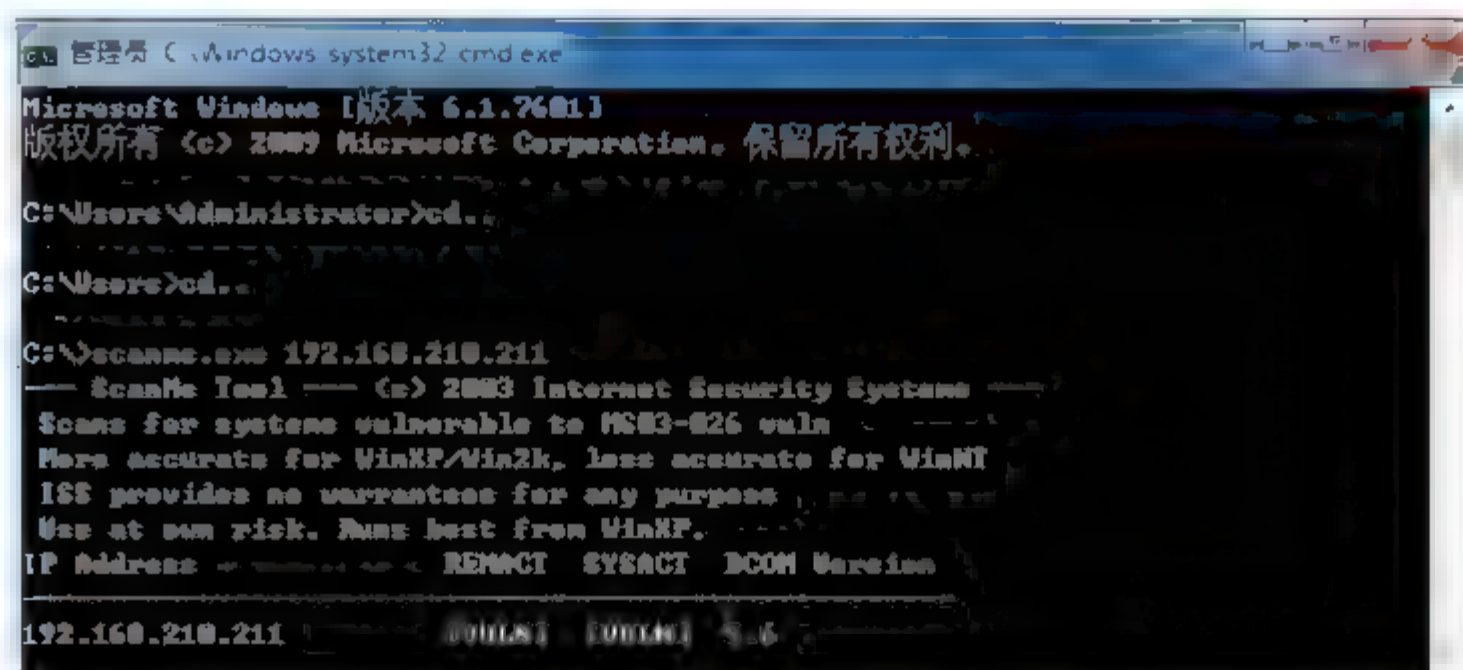 管理员 C:\Windows\system32\cmd.exe
Microsoft Windows [版本 6.1.7601]
版权所有 (c) 2009 Microsoft Corporation。保留所有权利。
C:\Users\Administrator>cd..
C:\Users>cd..
C:\>scanms.exe 192.168.210.211
--- ScanMs Tool --- (c) 2003 Internet Security Systems ---
Scans for systems vulnerable to MS03-026 vuln
More accurate for WinXP/Win2k, less accurate for WinNT
ISS provides no warrantees for any purpose
Use at own risk. Runs best from WinXP.
IP Address REMACT SYSACT DCOM Version
192.168.210.211 [VULN] [VULN] 5.6